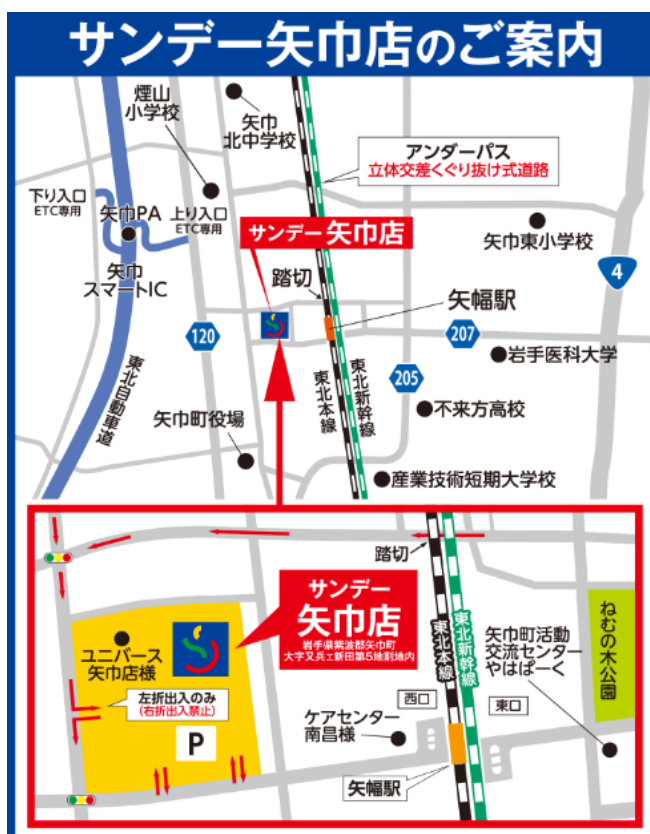 サンデー矢巾店のご案内
煙山
小学校
矢巾
北中学校
アンダーパス
立体交差くぐり抜け式道路
下り入口
ETC専用
矢巾PA
上り入口
ETC専用
サンデー矢巾店
矢巾東小学校
矢巾
スマートIC
踏切
4
矢幅駅
120
207
岩手医科大学
東北自動車道
東北本線
東北新幹線
205
不来方高校
矢巾町役場
産業技術短期大学校
踏切
サンデー
矢巾店
岩手県紫波郡矢巾町
大字又兵エ新田第5地割地内
ユニバース
矢巾店様
東北本線
東北新幹線
矢巾町活動
交流センター
やはぱーく
ねむの木公園
左折出入のみ
(右折出入禁止)
西口
東口
P
ケアセンター
南昌様
矢幅駅